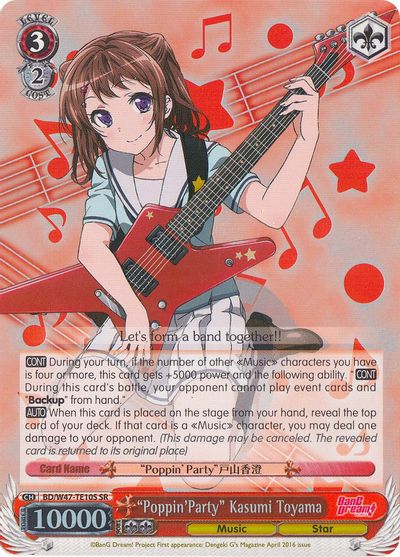 LEVEL
3
2
COST
Let's form a band together!!
CONT During your turn, if the number of other «Music» characters you have
is four or more, this card gets +5000 power and the following ability. "CONT
During this card's battle, your opponent cannot play event cards and
"Backup" from hand."
AUTO When this card is placed on the stage from your hand, reveal the top
card of your deck. If that card is a «Music» character, you may deal one
damage to your opponent. (This damage may be canceled. The revealed card
is returned to its original place)
Card Name
"Poppin'Party"戸山香澄
CH BD/W47-TE10S SR
"Poppin'Party" Kasumi Toyama
BanG Dream!
POWER
10000
Music
Star
©BanG Dream! Project First appearance: Dengeki G's Magazine April 2016 issue